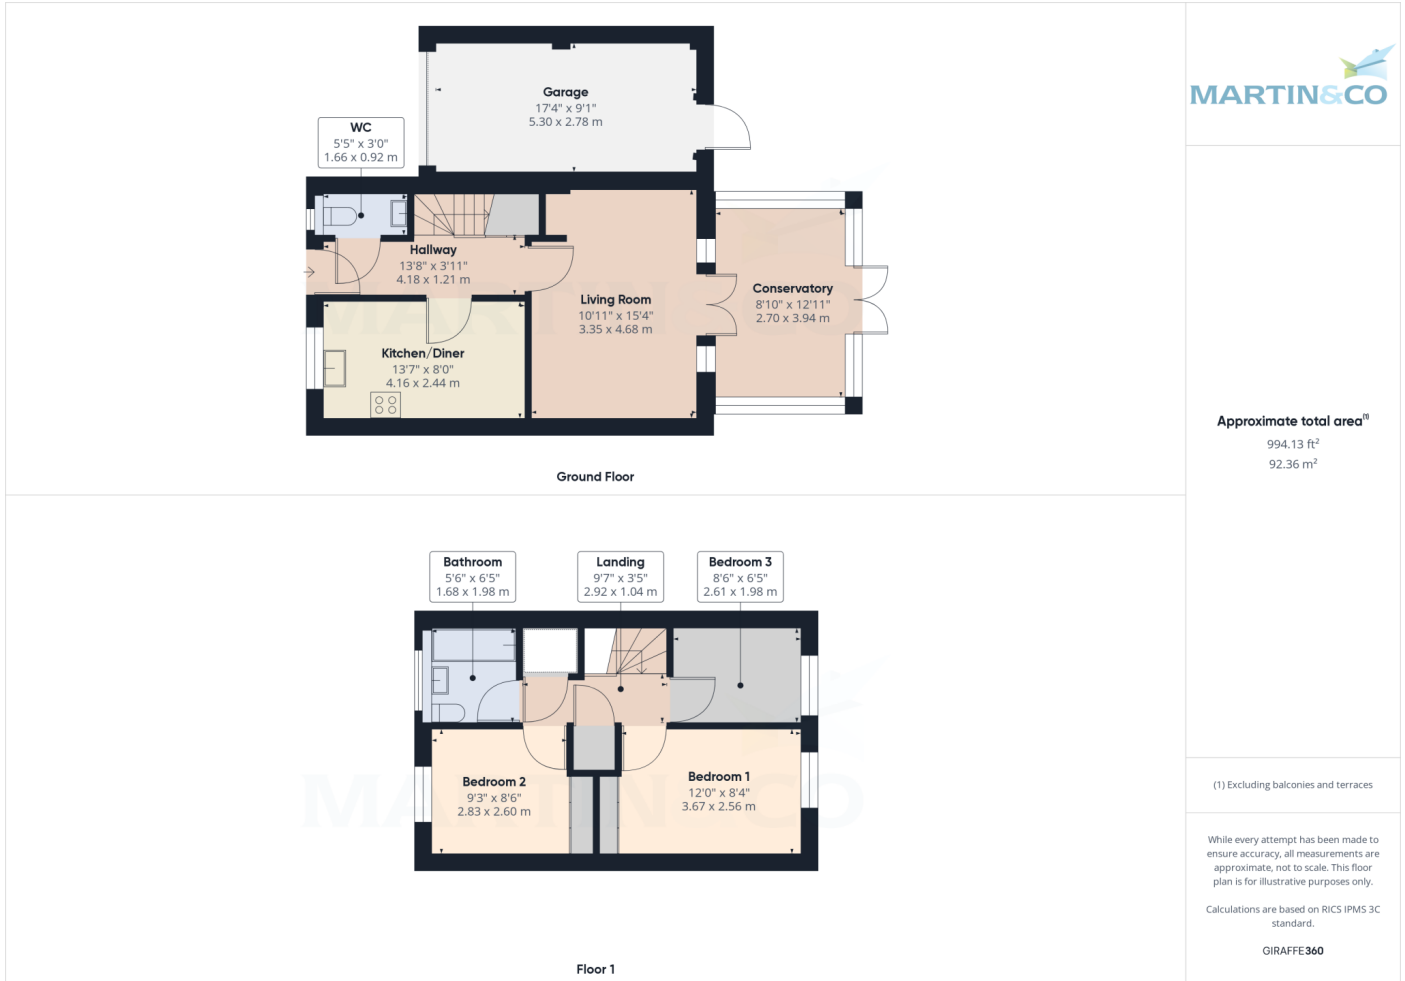 Garage
17'4" x 9'1"
5.30 x 2.78 m
WC
5'5" x 3'0"
1.66 x 0.92 m
Hallway
13'8" x 3'11"
4.18 x 1.21 m
Living Room
10'11" x 15'4"
3.35 x 4.68 m
Conservatory
8'10" x 12'11"
2.70 x 3.94 m
Kitchen/Diner
13'7" x 8'0"
4.16 x 2.44 m
MARTIN&CO
Ground Floor
Bathroom
5'6" x 6'5"
1.68 x 1.98 m
Landing
9'7" x 3'5"
2.92 x 1.04 m
Bedroom 3
8'6" x 6'5"
2.61 x 1.98 m
Bedroom 2
9'3" x 8'6"
2.83 x 2.60 m
Bedroom 1
12'0" x 8'4"
3.67 x 2.56 m
MARTIN&CO
Floor 1
MARTIN&CO
Approximate total area(1)
994.13 ft²
92.36 m²
(1) Excluding balconies and terraces
While every attempt has been made to
ensure accuracy, all measurements are
approximate, not to scale. This floor
plan is for illustrative purposes only.
Calculations are based on RICS IPMS 3C
standard.
GIRAFFE360